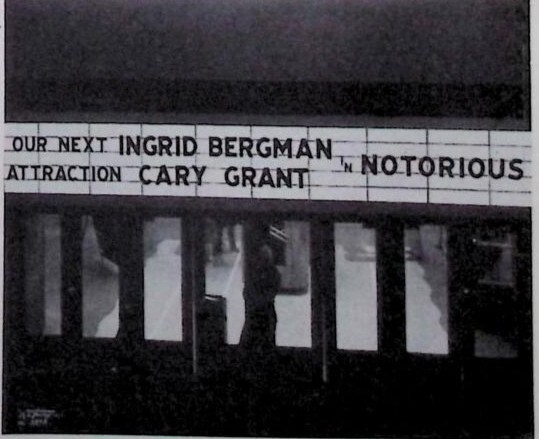 OUR NEXT INGRID BERGMAN IN NOTORIOUS
ATTRACTION CARY GRANT